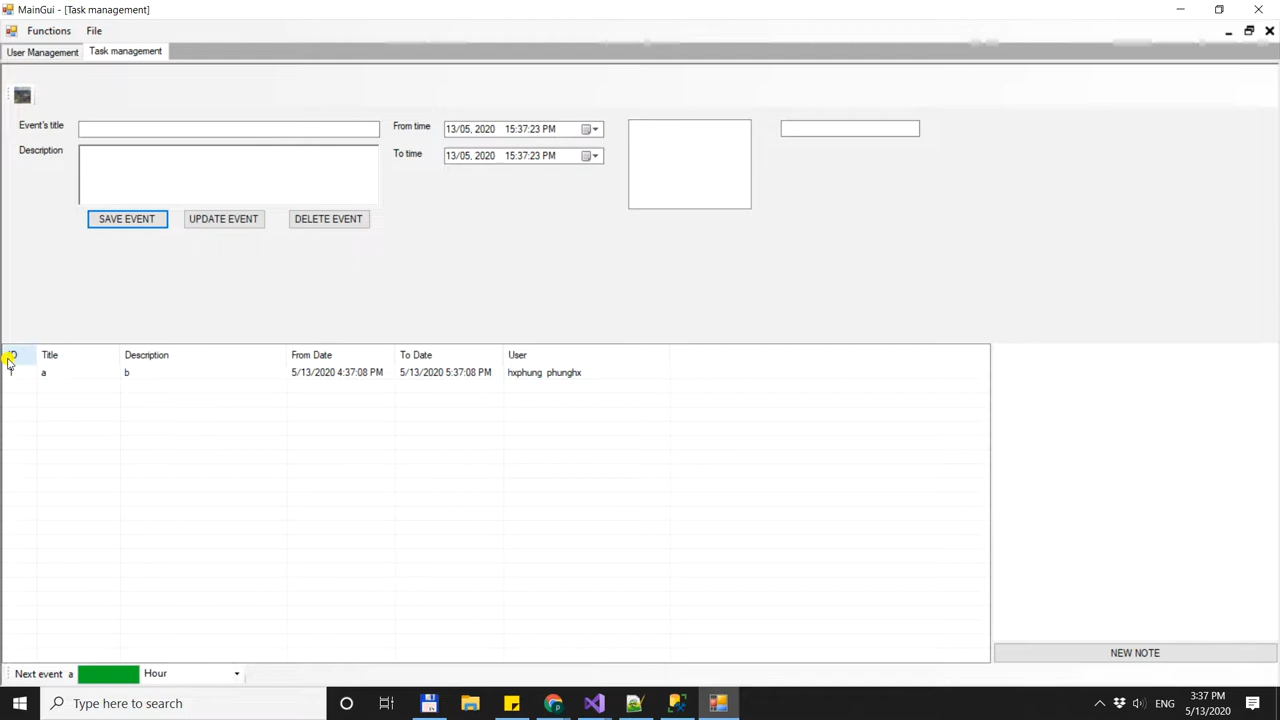 MainGui - [Task management]
Functions File
User Management Task management
Event's title
From time 13/05, 2020 15:37:23 PM
Description
To time 13/05, 2020 15:37:23 PM
SAVE EVENT UPDATE EVENT DELETE EVENT
Title Description From Date To Date User
a b 5/13/2020 4:37:08 PM 5/13/2020 5:37:08 PM hxphung phunghx
NEW NOTE
Next event a Hour
Type here to search
ENG
3:37 PM
5/13/2020